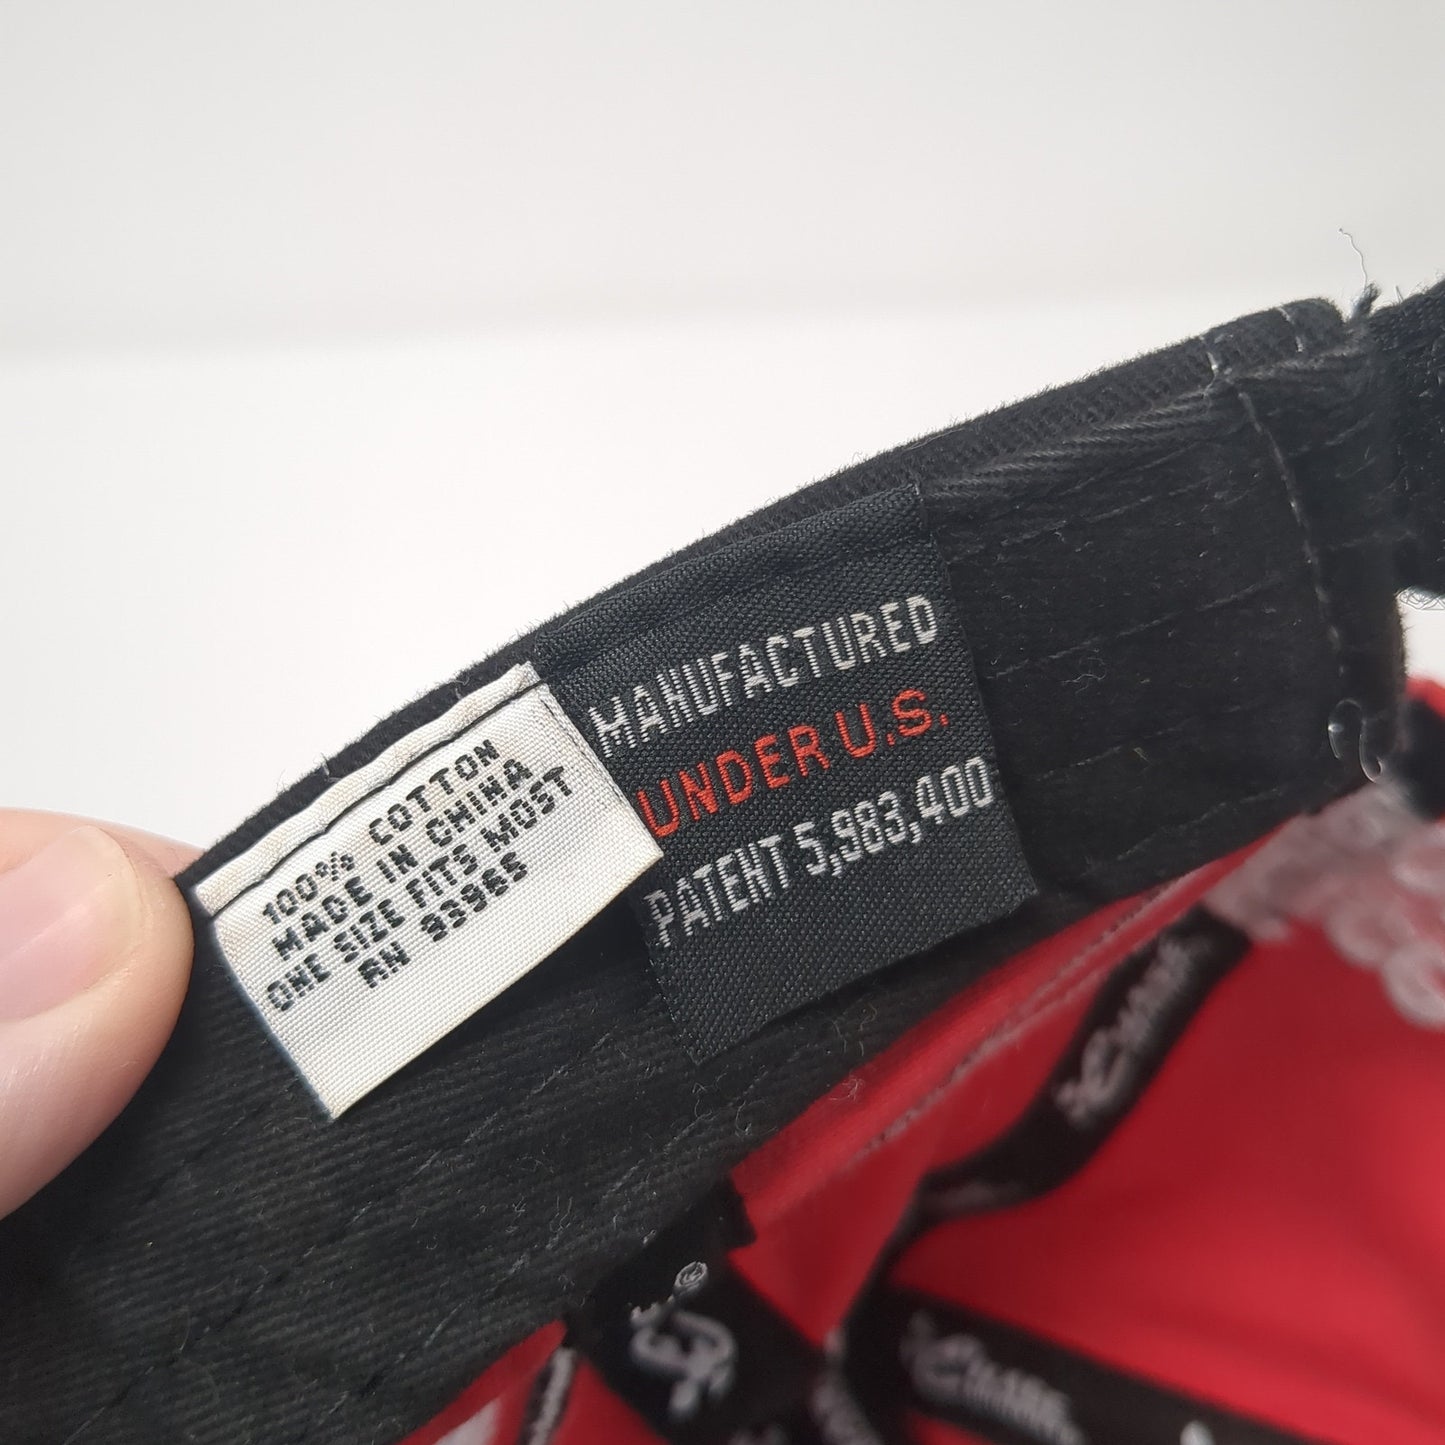 100% COTTON
MADE IN CHINA
ONE SIZE FITS MOST
RN 93965
MANUFACTURED
UNDER U.S.
PATENT 5,983,400